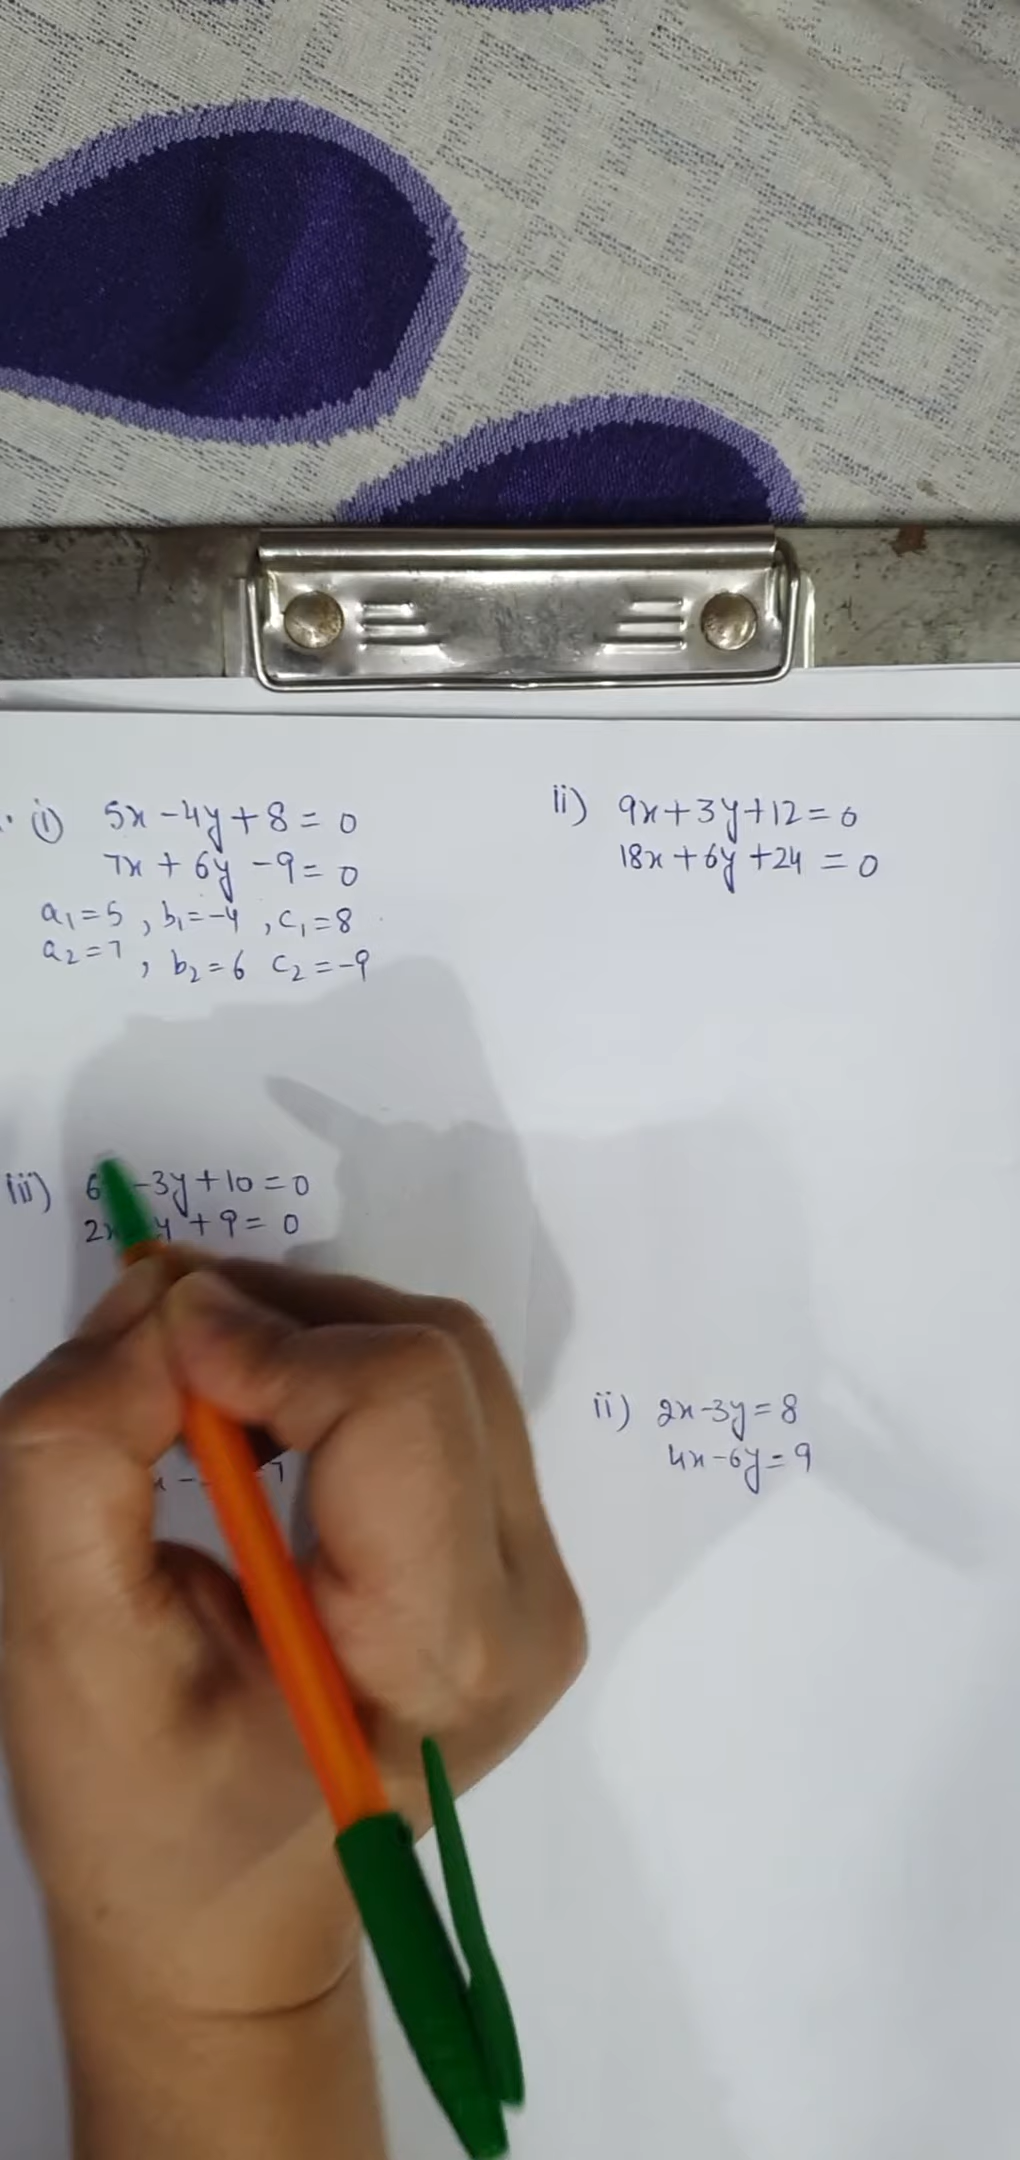 i) 5x - 4y + 8 = 0
7x + 6y - 9 = 0
a₁ = 5, b₁ = -4, c₁ = 8
a₂ = 7, b₂ = 6 c₂ = -9
ii) 9x + 3y + 12 = 0
18x + 6y + 24 = 0
iii) 6 - 3y + 10 = 0
2x y + 9 = 0
ii) 2x - 3y = 8
4x - 6y = 9